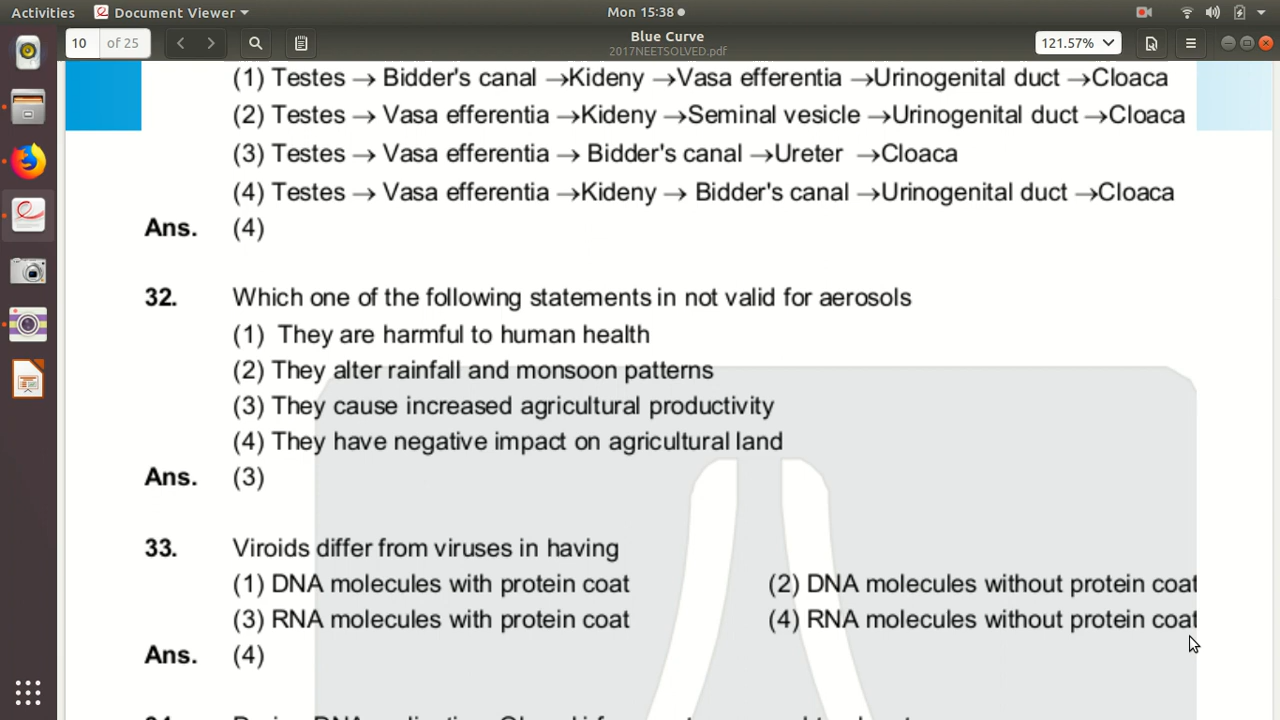 Activities Document Viewer Mon 15:38
10 of 25 Blue Curve 121.57%
2017NEETSOLVED.pdf
(1) Testes → Bidder's canal →Kideny →Vasa efferentia →Urinogenital duct →Cloaca
(2) Testes → Vasa efferentia →Kideny →Seminal vesicle →Urinogenital duct →Cloaca
(3) Testes → Vasa efferentia → Bidder's canal →Ureter →Cloaca
(4) Testes → Vasa efferentia →Kideny → Bidder's canal →Urinogenital duct →Cloaca
Ans. (4)
32. Which one of the following statements in not valid for aerosols
(1) They are harmful to human health
(2) They alter rainfall and monsoon patterns
(3) They cause increased agricultural productivity
(4) They have negative impact on agricultural land
Ans. (3)
33. Viroids differ from viruses in having
(1) DNA molecules with protein coat (2) DNA molecules without protein coat
(3) RNA molecules with protein coat (4) RNA molecules without protein coat
Ans. (4)